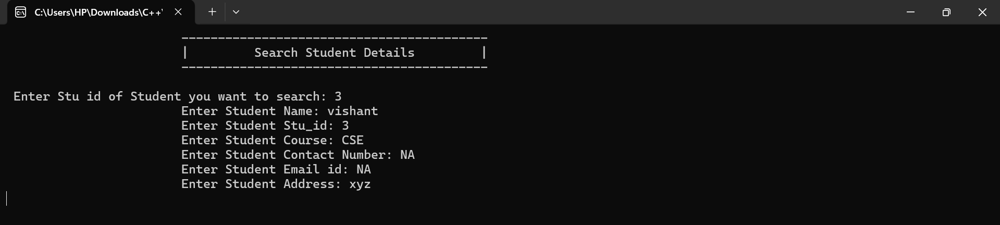 C:\Users\HP\Downloads\C++'
------------------------------------------
| Search Student Details |
------------------------------------------
Enter Stu id of Student you want to search: 3
Enter Student Name: vishant
Enter Student Stu_id: 3
Enter Student Course: CSE
Enter Student Contact Number: NA
Enter Student Email id: NA
Enter Student Address: xyz